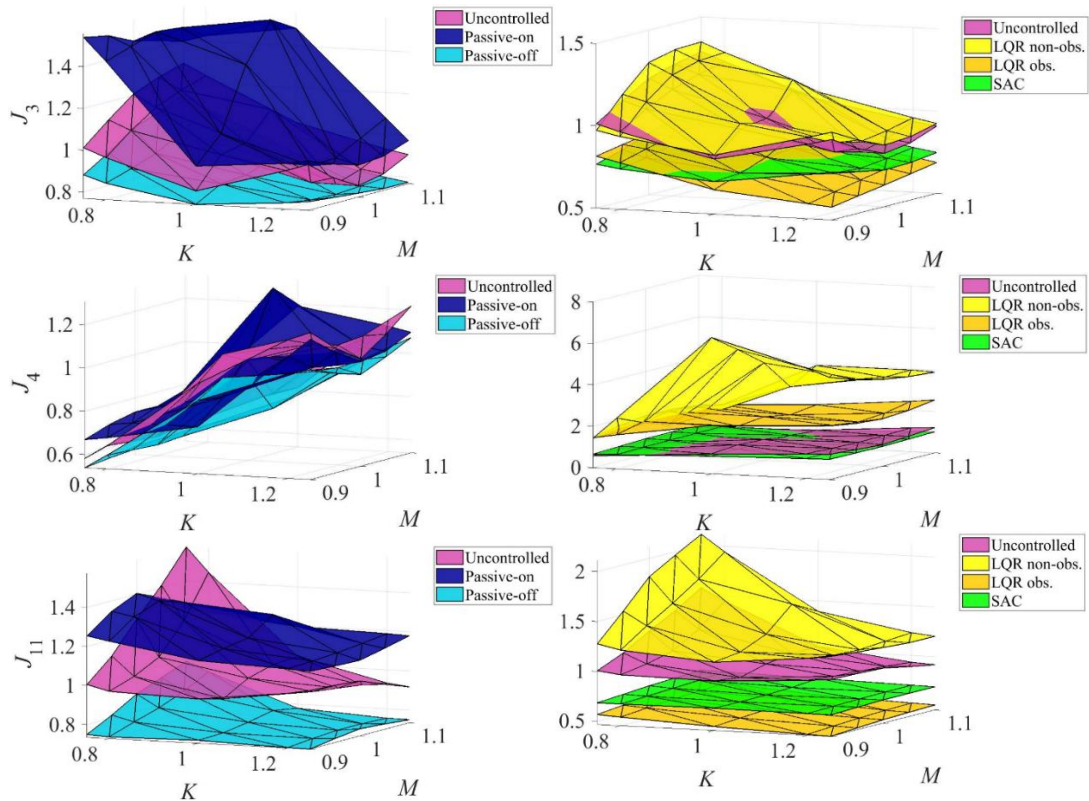 Uncontrolled
Passive-on
Passive-off
1.4
1.2
1
0.8
J3
0.8
1
1.2
K
0.9
1
1.1
M
Uncontrolled
LQR non-obs.
LQR obs.
SAC
1.5
1
0.5
0.8
1
1.2
K
0.9
1
1.1
M
Uncontrolled
Passive-on
Passive-off
1.2
1
0.8
0.6
J4
0.8
1
1.2
K
0.9
1
1.1
M
Uncontrolled
LQR non-obs.
LQR obs.
SAC
8
6
4
2
0
0.8
1
1.2
K
0.9
1
1.1
M
Uncontrolled
Passive-on
Passive-off
1.4
1.2
1
0.8
J11
0.8
1
1.2
K
0.9
1
1.1
M
Uncontrolled
LQR non-obs.
LQR obs.
SAC
2
1.5
1
0.5
0.8
1
1.2
K
0.9
1
1.1
M